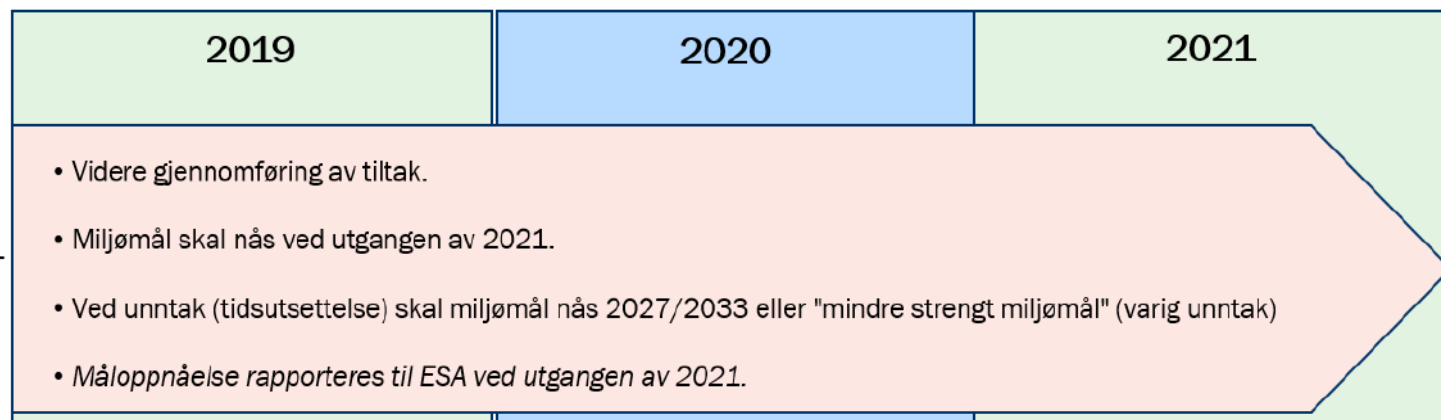 2019
2020
2021
• Videre gjennomføring av tiltak.
• Miljømål skal nås ved utgangen av 2021.
• Ved unntak (tidsutsettelse) skal miljømål nås 2027/2033 eller "mindre strengt miljømål" (varig unntak)
• Måloppnåelse rapporteres til ESA ved utgangen av 2021.